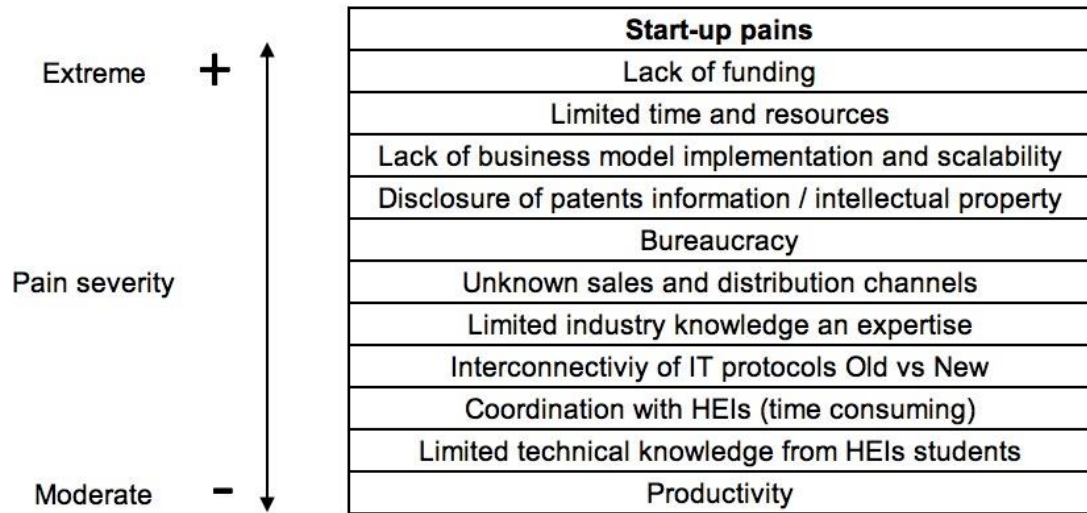 Start-up pains
Extreme +
Lack of funding
Limited time and resources
Lack of business model implementation and scalability
Disclosure of patents information / intellectual property
Bureaucracy
Pain severity
Unknown sales and distribution channels
Limited industry knowledge an expertise
Interconnectiviy of IT protocols Old vs New
Coordination with HEIs (time consuming)
Limited technical knowledge from HEIs students
Moderate -
Productivity